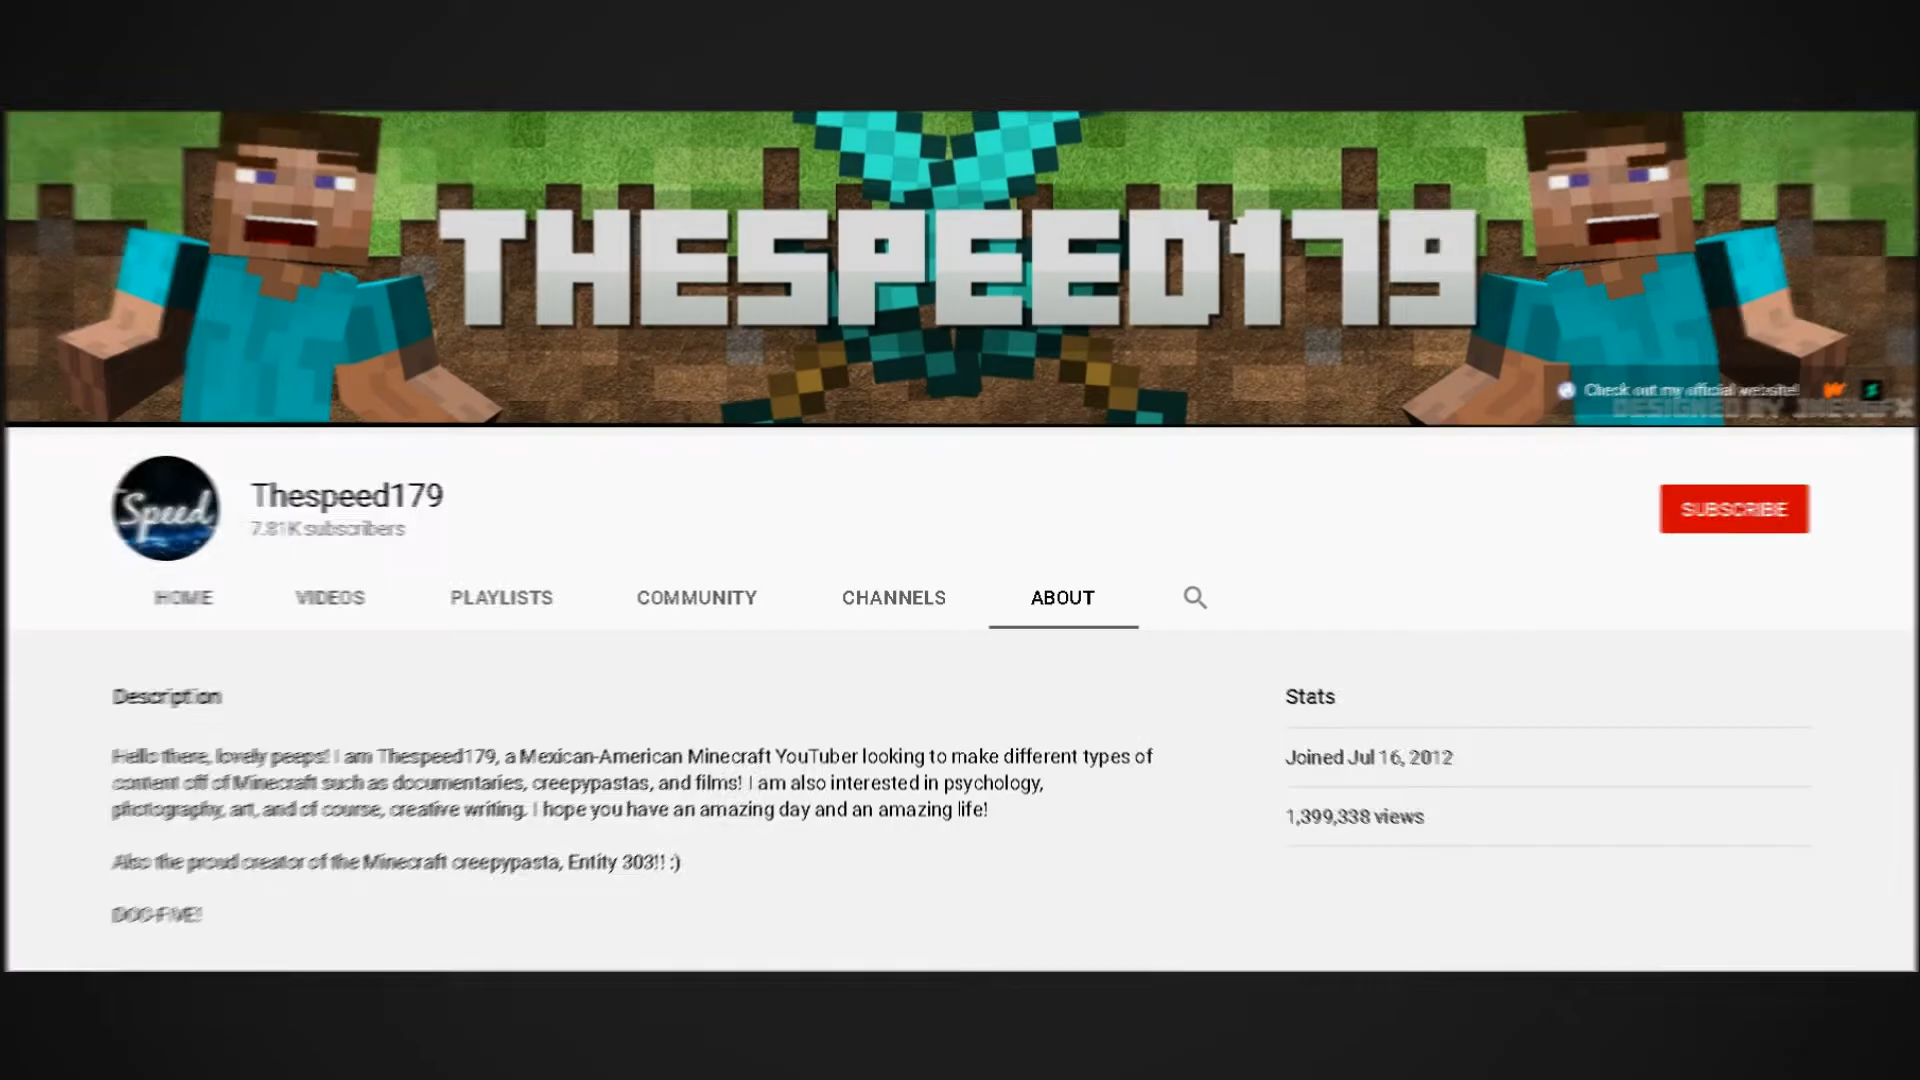 THESPEED179
Check out my official website!
DESIGNED BY
Speed
Thespeed179
7.81K subscribers
SUBSCRIBE
HOME VIDEOS PLAYLISTS COMMUNITY CHANNELS ABOUT
Description
Hello there, lovely peeps! I am Thespeed179, a Mexican-American Minecraft YouTuber looking to make different types of
content off of Minecraft such as documentaries, creepypastas, and films! I am also interested in psychology,
photography, art, and of course, creative writing. I hope you have an amazing day and an amazing life!
Also the proud creator of the Minecraft creepypasta, Entity 303!! :)
DOC-FIVE!
Stats
Joined Jul 16, 2012
1,399,338 views